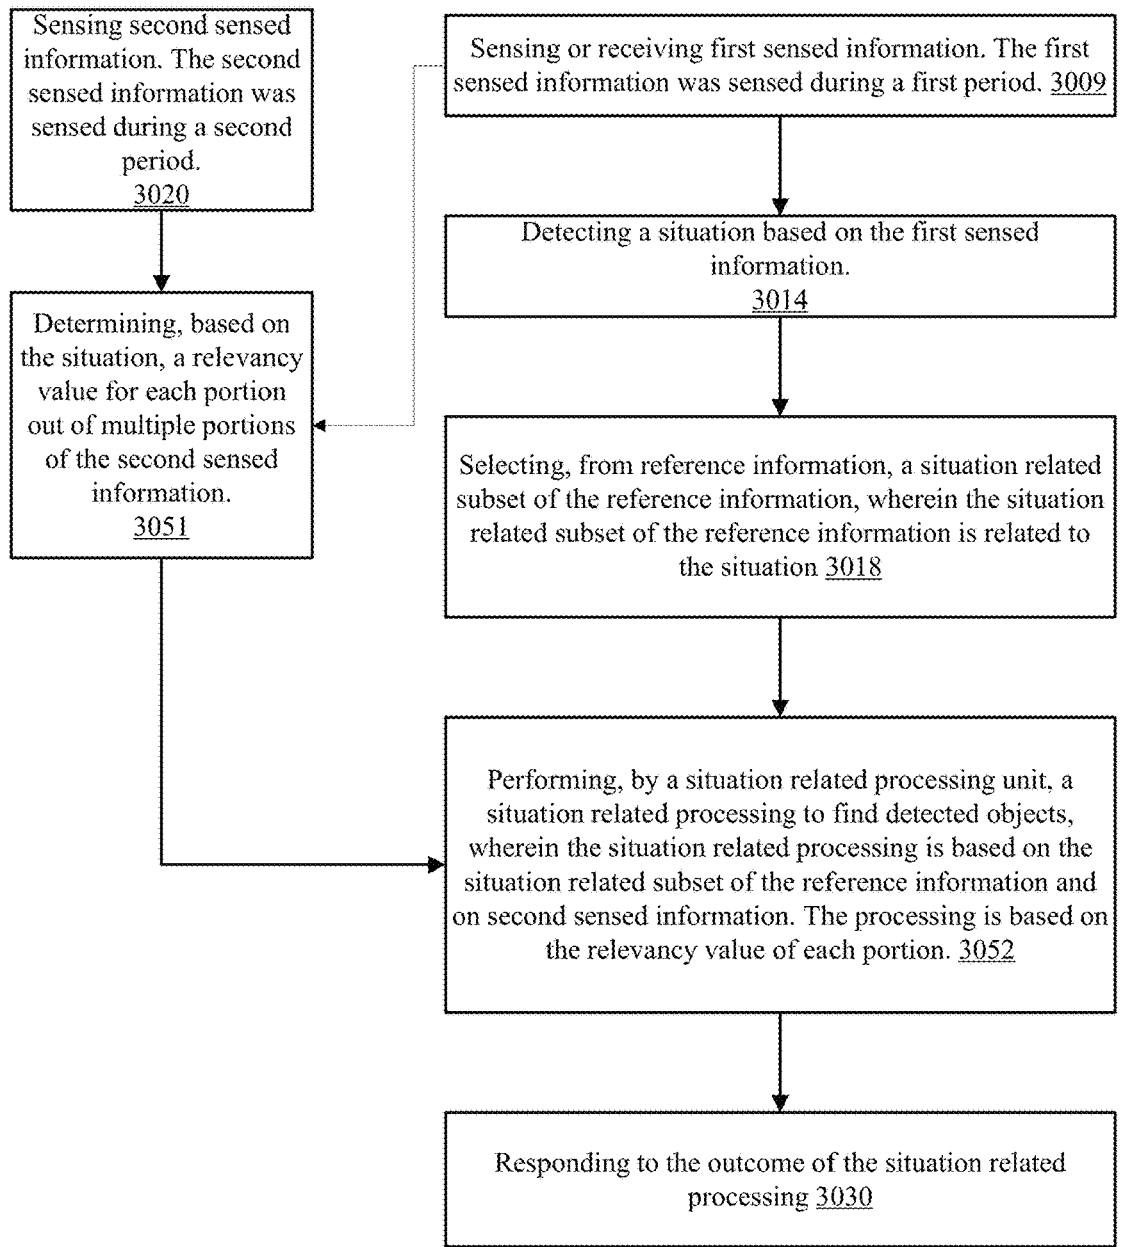 Sensing second sensed
information. The second
sensed information was
sensed during a second
period.
3020
Sensing or receiving first sensed information. The first
sensed information was sensed during a first period. 3009
Detecting a situation based on the first sensed
information.
3014
Determining, based on
the situation, a relevancy
value for each portion
out of multiple portions
of the second sensed
information.
3051
Selecting, from reference information, a situation related
subset of the reference information, wherein the situation
related subset of the reference information is related to
the situation 3018
Performing, by a situation related processing unit, a
situation related processing to find detected objects,
wherein the situation related processing is based on the
situation related subset of the reference information and
on second sensed information. The processing is based on
the relevancy value of each portion. 3052
Responding to the outcome of the situation related
processing 3030